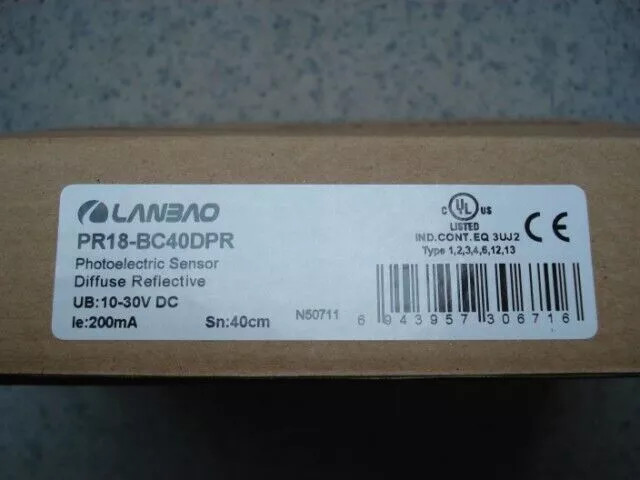 LANBAO
PR18-BC40DPR
Photoelectric Sensor
Diffuse Reflective
UB:10-30V DC
Ie:200mA Sn:40cm
N50711
C UL US
LISTED
IND.CONT.EQ 3UJ2
Type 1,2,3,4,6,12,13
CE
6 943957 306716